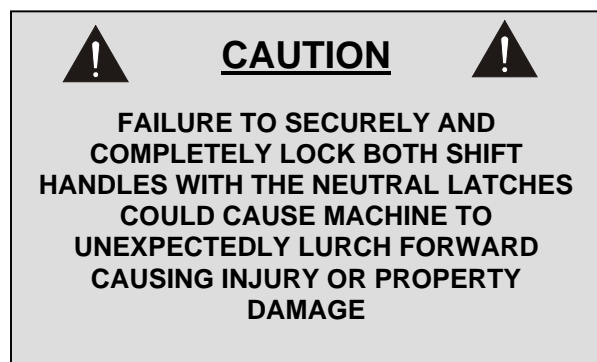 CAUTION
FAILURE TO SECURELY AND
COMPLETELY LOCK BOTH SHIFT
HANDLES WITH THE NEUTRAL LATCHES
COULD CAUSE MACHINE TO
UNEXPECTEDLY LURCH FORWARD
CAUSING INJURY OR PROPERTY
DAMAGE